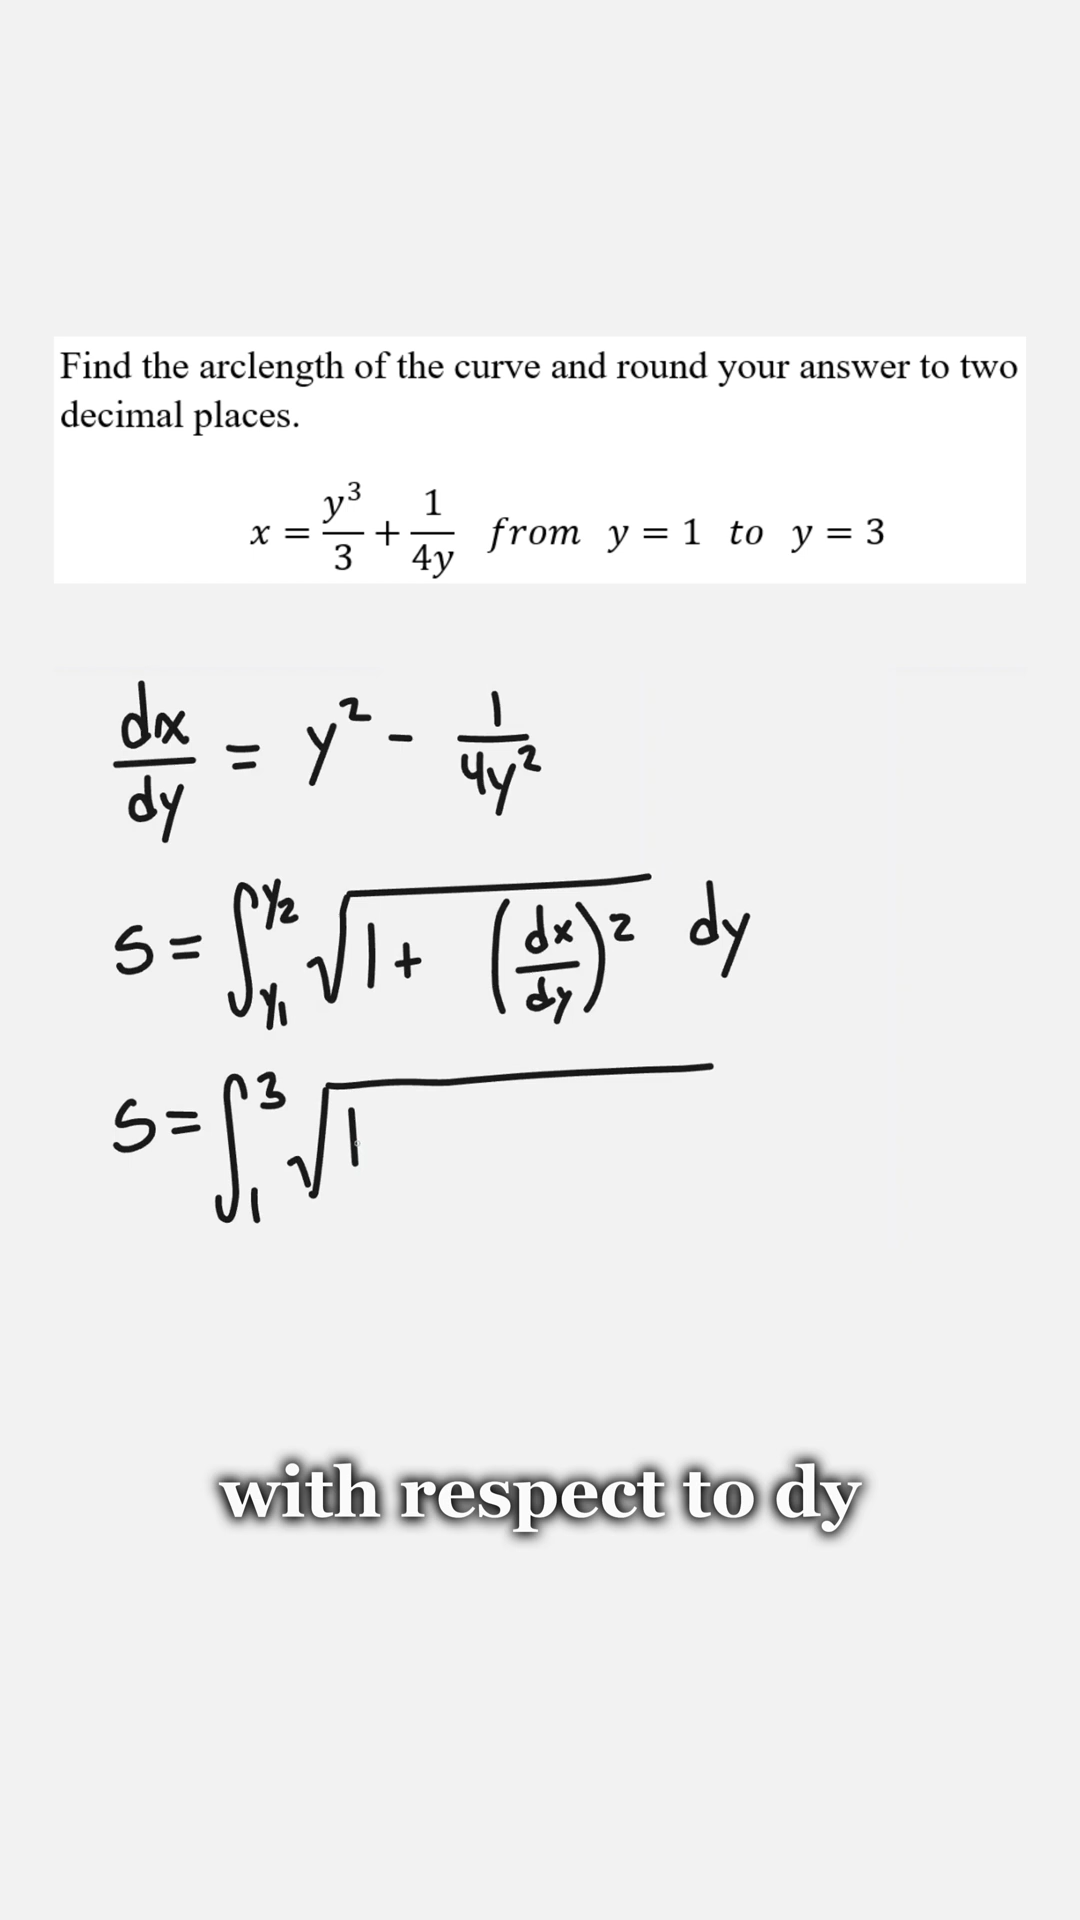 Find the arclength of the curve and round your answer to two
decimal places.
x = y³/3 + 1/4y from y = 1 to y = 3
dx/dy = y² - 1/4y²
S = ∫_y₁^y₂ √(1 + (dx/dy)²) dy
S = ∫_1^3 √1
with respect to dy